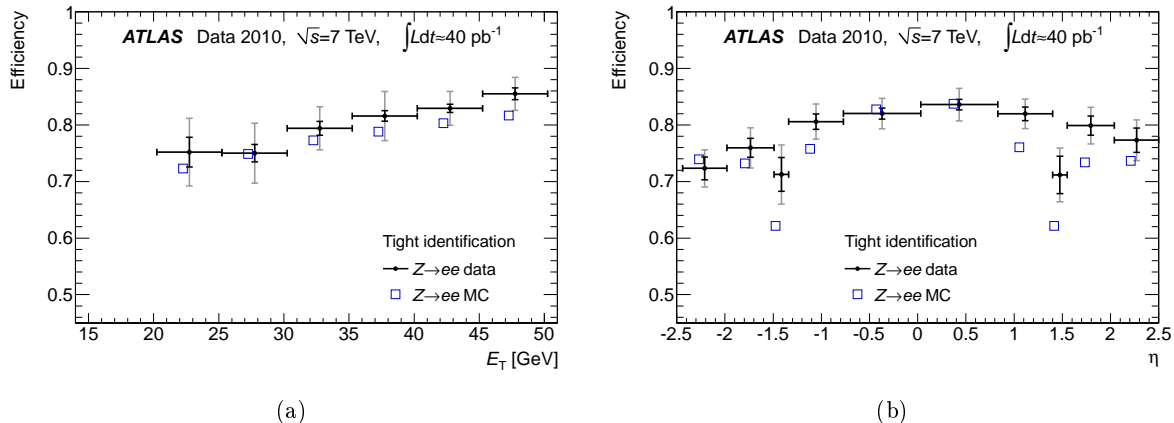 Efficiency
ATLAS Data 2010, √s=7 TeV, ∫Ldt≈40 pb⁻¹
1
0.9
0.8
0.7
0.6
0.5
Tight identification
Z→ee data
Z→ee MC
15 20 25 30 35 40 45 50
E_T [GeV]
(a)
Efficiency
ATLAS Data 2010, √s=7 TeV, ∫Ldt≈40 pb⁻¹
1
0.9
0.8
0.7
0.6
0.5
Tight identification
Z→ee data
Z→ee MC
-2.5 -2 -1.5 -1 -0.5 0 0.5 1 1.5 2 2.5
η
(b)